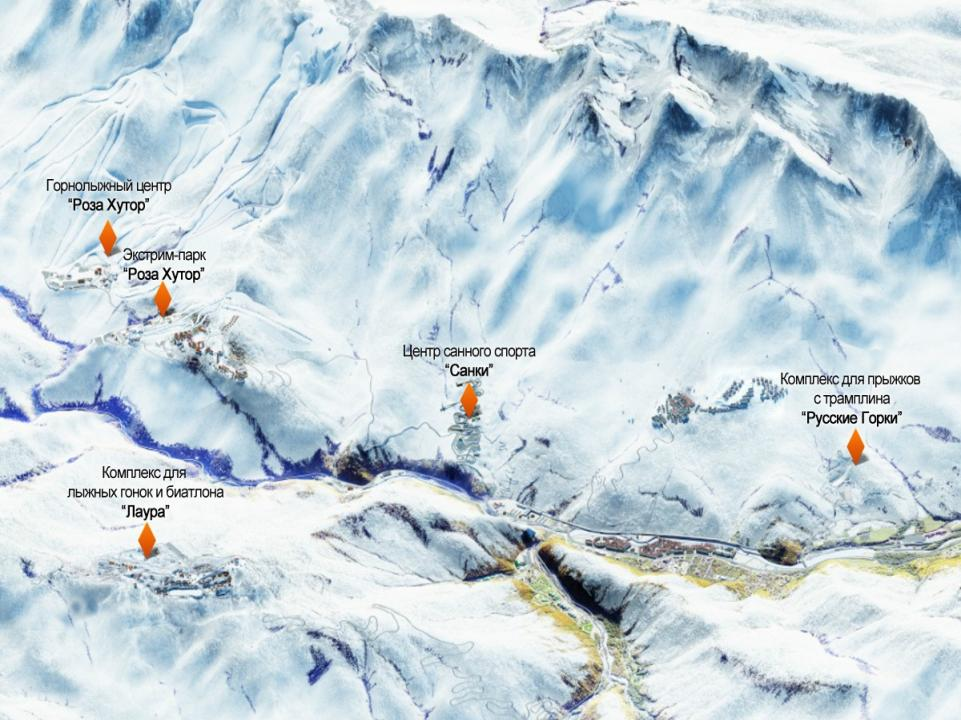 Горнолыжный центр
“Роза Хутор”
Экстрим-парк
“Роза Хутор”
Центр санного спорта
“Санки”
Комплекс для прыжков
с трамплина
“Русские Горки”
Комплекс для
лыжных гонок и биатлона
“Лаура”